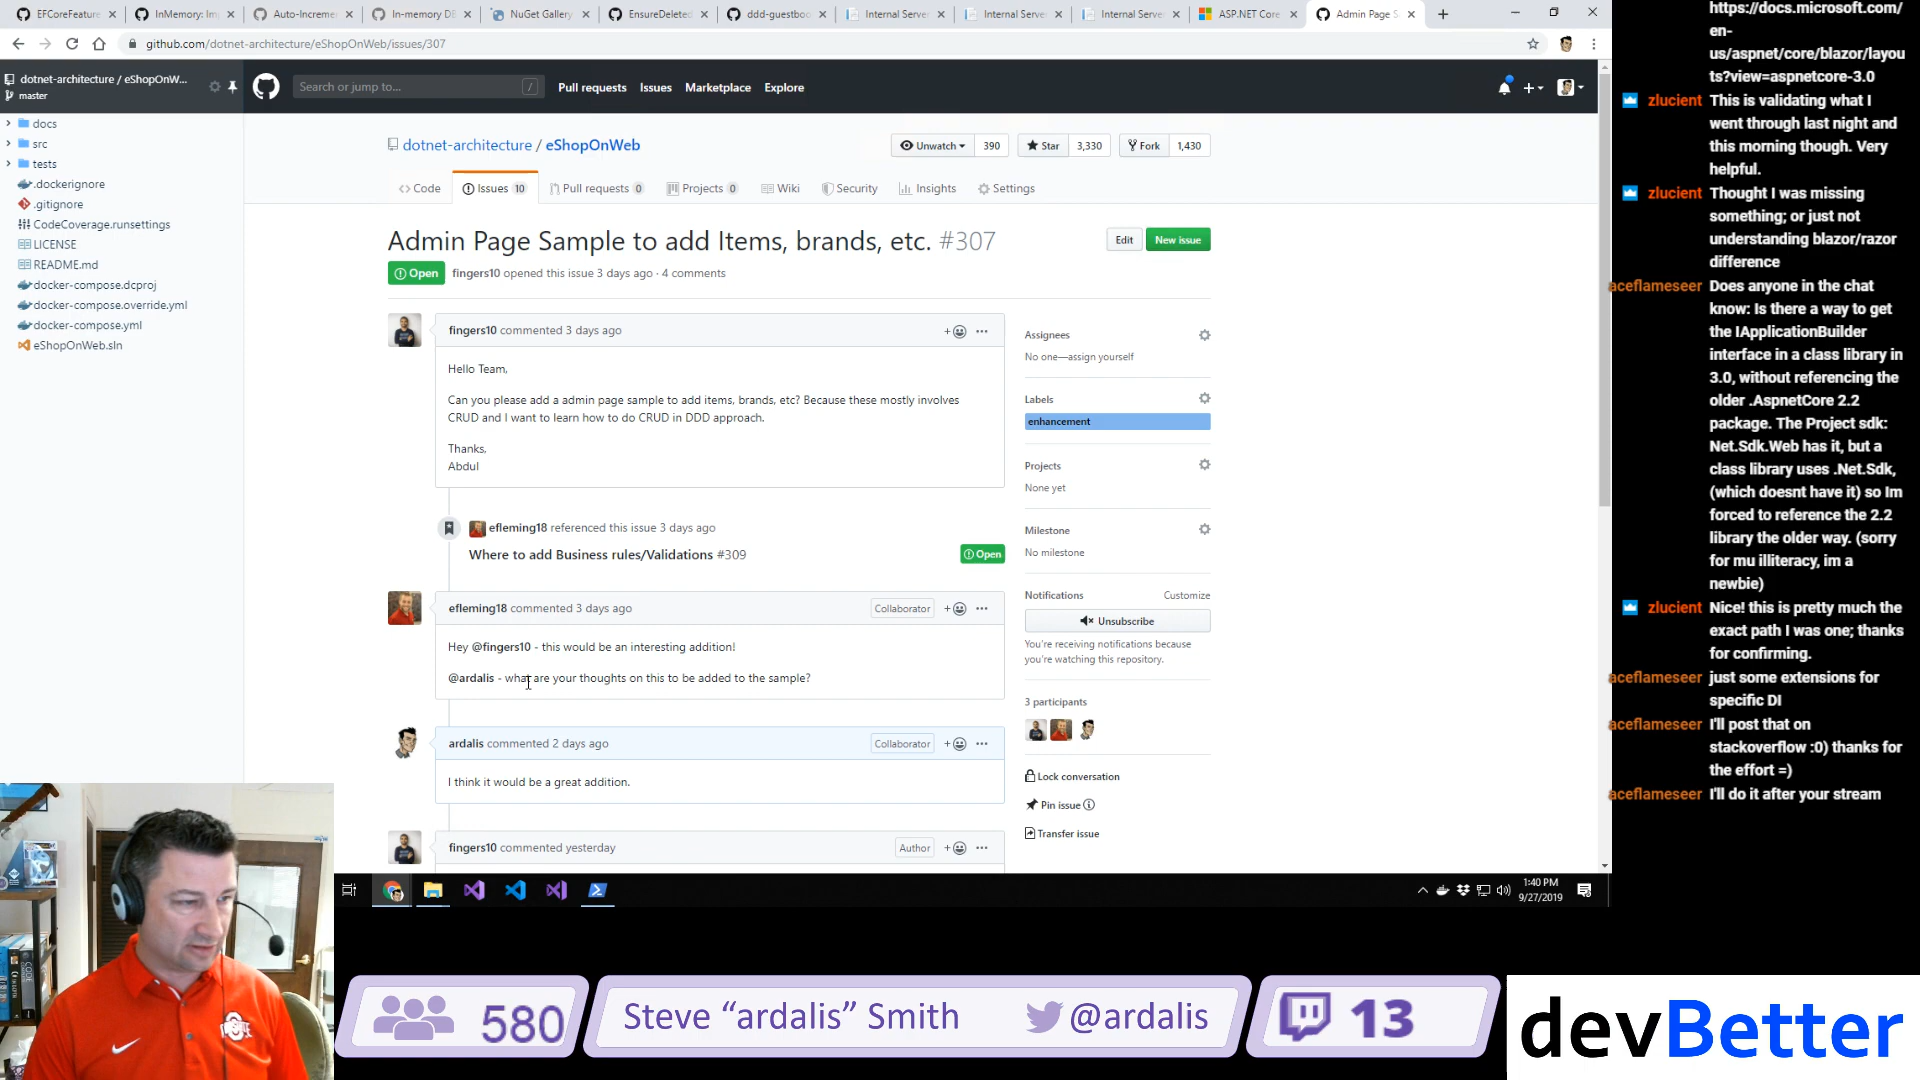 EFCoreFeature
InMemory: Im
Auto-Incremen
In-memory DB
NuGet Gallery
EnsureDeleted
ddd-guestboo
Internal Server
Internal Server
Internal Server
ASP.NET Core
Admin Page S
github.com/dotnet-architecture/eShopOnWeb/issues/307
dotnet-architecture / eShopOnW...
master
docs
src
tests
.dockerignore
.gitignore
CodeCoverage.runsettings
LICENSE
README.md
docker-compose.dcproj
docker-compose.override.yml
docker-compose.yml
eShopOnWeb.sln
Search or jump to...
/
Pull requests Issues Marketplace Explore
dotnet-architecture / eShopOnWeb
Unwatch 390 Star 3,330 Fork 1,430
Code Issues 10 Pull requests 0 Projects 0 Wiki Security Insights Settings
Admin Page Sample to add Items, brands, etc. #307
Edit New issue
Open fingers10 opened this issue 3 days ago · 4 comments
fingers10 commented 3 days ago
Hello Team,
Can you please add a admin page sample to add items, brands, etc? Because these mostly involves
CRUD and I want to learn how to do CRUD in DDD approach.
Thanks,
Abdul
efleming18 referenced this issue 3 days ago
Where to add Business rules/Validations #309
Open
efleming18 commented 3 days ago
Collaborator
Hey @fingers10 - this would be an interesting addition!
@ardalis - what are your thoughts on this to be added to the sample?
ardalis commented 2 days ago
Collaborator
I think it would be a great addition.
fingers10 commented yesterday
Author
Assignees
No one—assign yourself
Labels
enhancement
Projects
None yet
Milestone
No milestone
Notifications Customize
Unsubscribe
You're receiving notifications because
you're watching this repository.
3 participants
Lock conversation
Pin issue
Transfer issue
1:40 PM
9/27/2019
https://docs.microsoft.com/
en-
us/aspnet/core/blazor/layou
ts?view=aspnetcore-3.0
zlucient This is validating what I
went through last night and
this morning though. Very
helpful.
zlucient Thought I was missing
something; or just not
understanding blazor/razor
difference
aceflameseer Does anyone in the chat
know: Is there a way to get
the IApplicationBuilder
interface in a class library in
3.0, without referencing the
older .AspnetCore 2.2
package. The Project sdk:
Net.Sdk.Web has it, but a
class library uses .Net.Sdk,
(which doesnt have it) so Im
forced to reference the 2.2
library the older way. (sorry
for mu illiteracy, im a
newbie)
zlucient Nice! this is pretty much the
exact path I was one; thanks
for confirming.
aceflameseer just some extensions for
specific DI
aceflameseer I'll post that on
stackoverflow :0) thanks for
the effort =)
aceflameseer I'll do it after your stream
580
Steve "ardalis" Smith @ardalis
13
devBetter